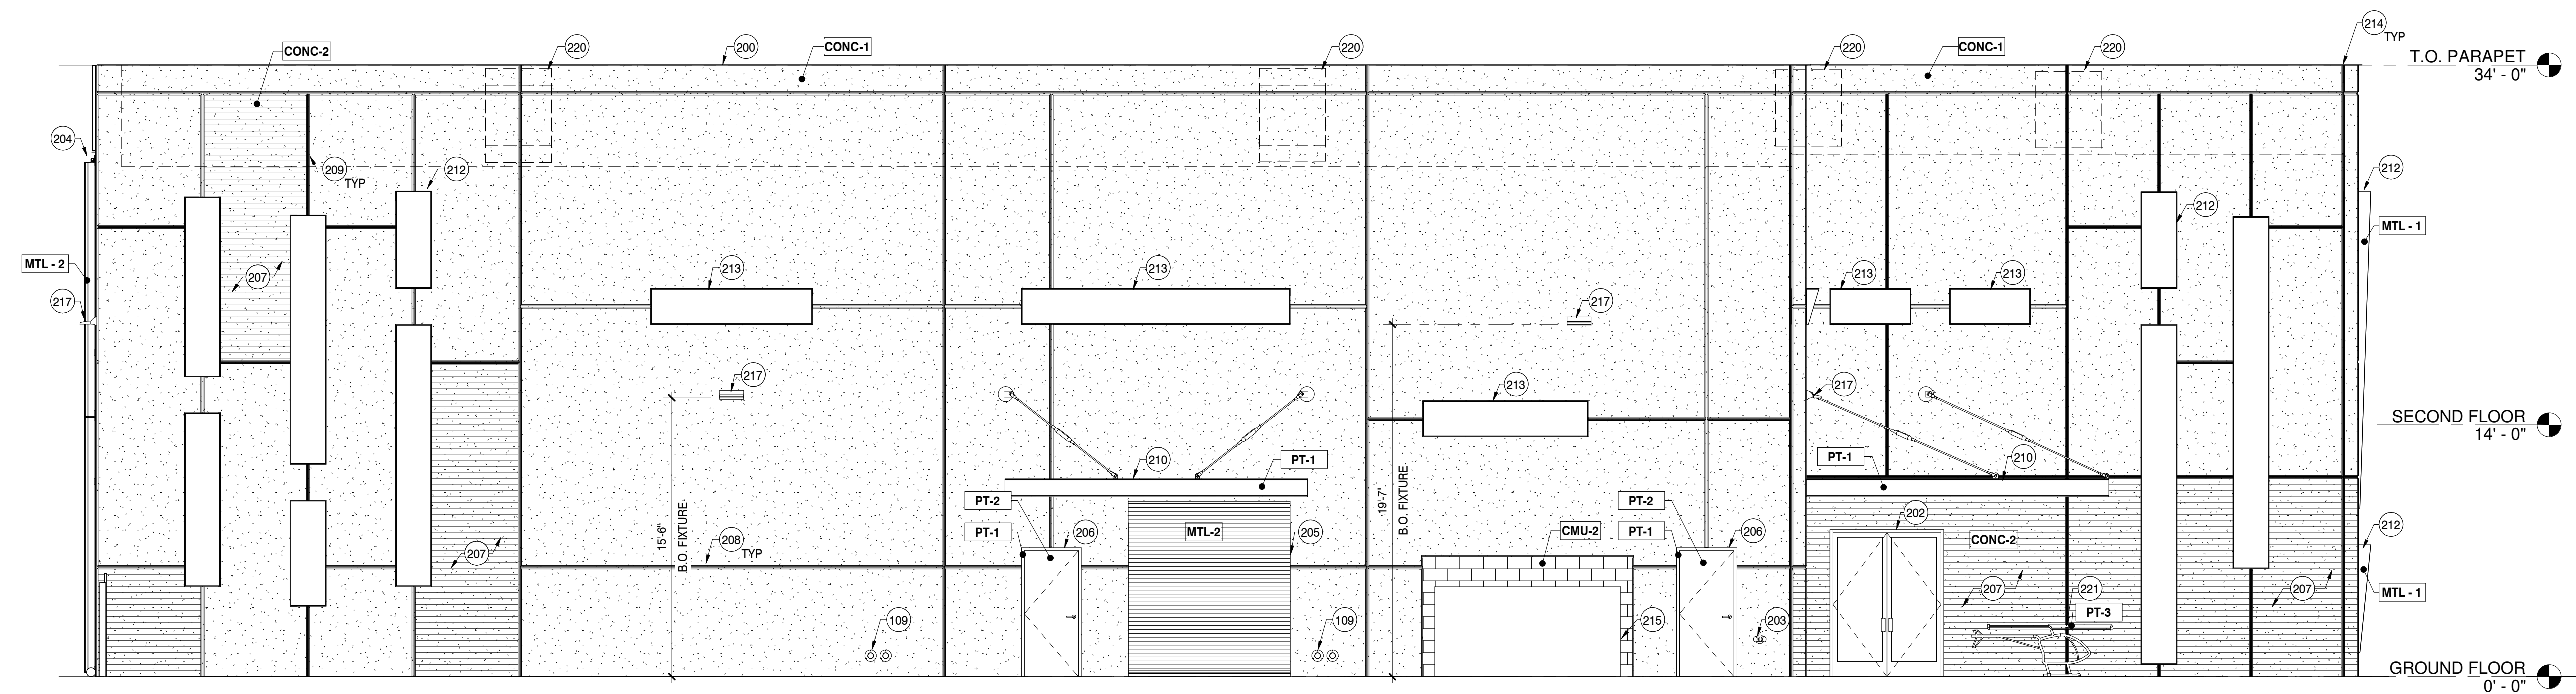 214
TYP
CONC-2
220
200
CONC-1
220
220
CONC-1
220
T.O. PARAPET
34' - 0"
204
209
TYP
212
212
212
MTL - 1
MTL - 2
207
213
213
213
213
217
217
217
213
217
SECOND FLOOR
14' - 0"
210
PT-1
PT-1
210
15'-6"
B.O. FIXTURE
19'-7"
B.O. FIXTURE
PT-2
PT-2
202
PT-1
206
MTL-2
205
CMU-2
PT-1
206
CONC-2
212
208
TYP
207
207
221
207
MTL - 1
PT-3
109
109
215
203
GROUND FLOOR
0' - 0"